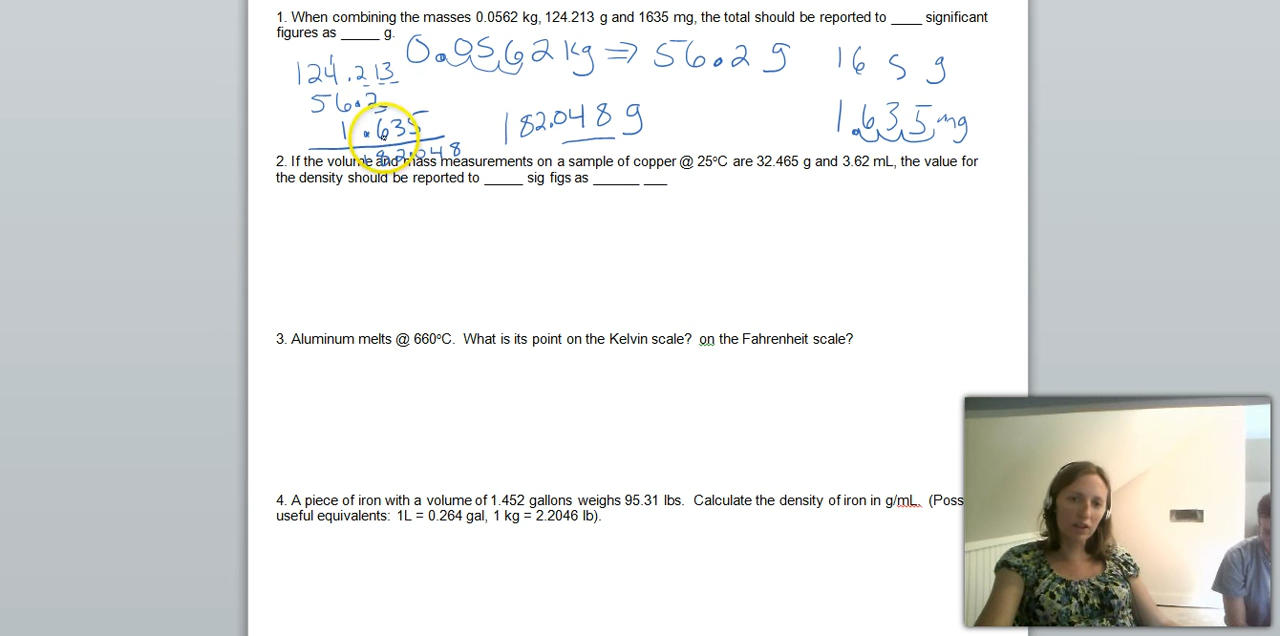 1. When combining the masses 0.0562 kg, 124.213 g and 1635 mg, the total should be reported to ____ significant
figures as _____ g.
0.0562 kg ⇒ 56.2 g
165 g
124.213
56.2
1.635
182.048
182.048 g
1.635 mg
2. If the volume and mass measurements on a sample of copper @ 25°C are 32.465 g and 3.62 mL, the value for
the density should be reported to _____ sig figs as ______ ___
3. Aluminum melts @ 660°C. What is its point on the Kelvin scale? on the Fahrenheit scale?
4. A piece of iron with a volume of 1.452 gallons weighs 95.31 lbs. Calculate the density of iron in g/mL. (Poss
useful equivalents: 1L = 0.264 gal, 1 kg = 2.2046 lb).